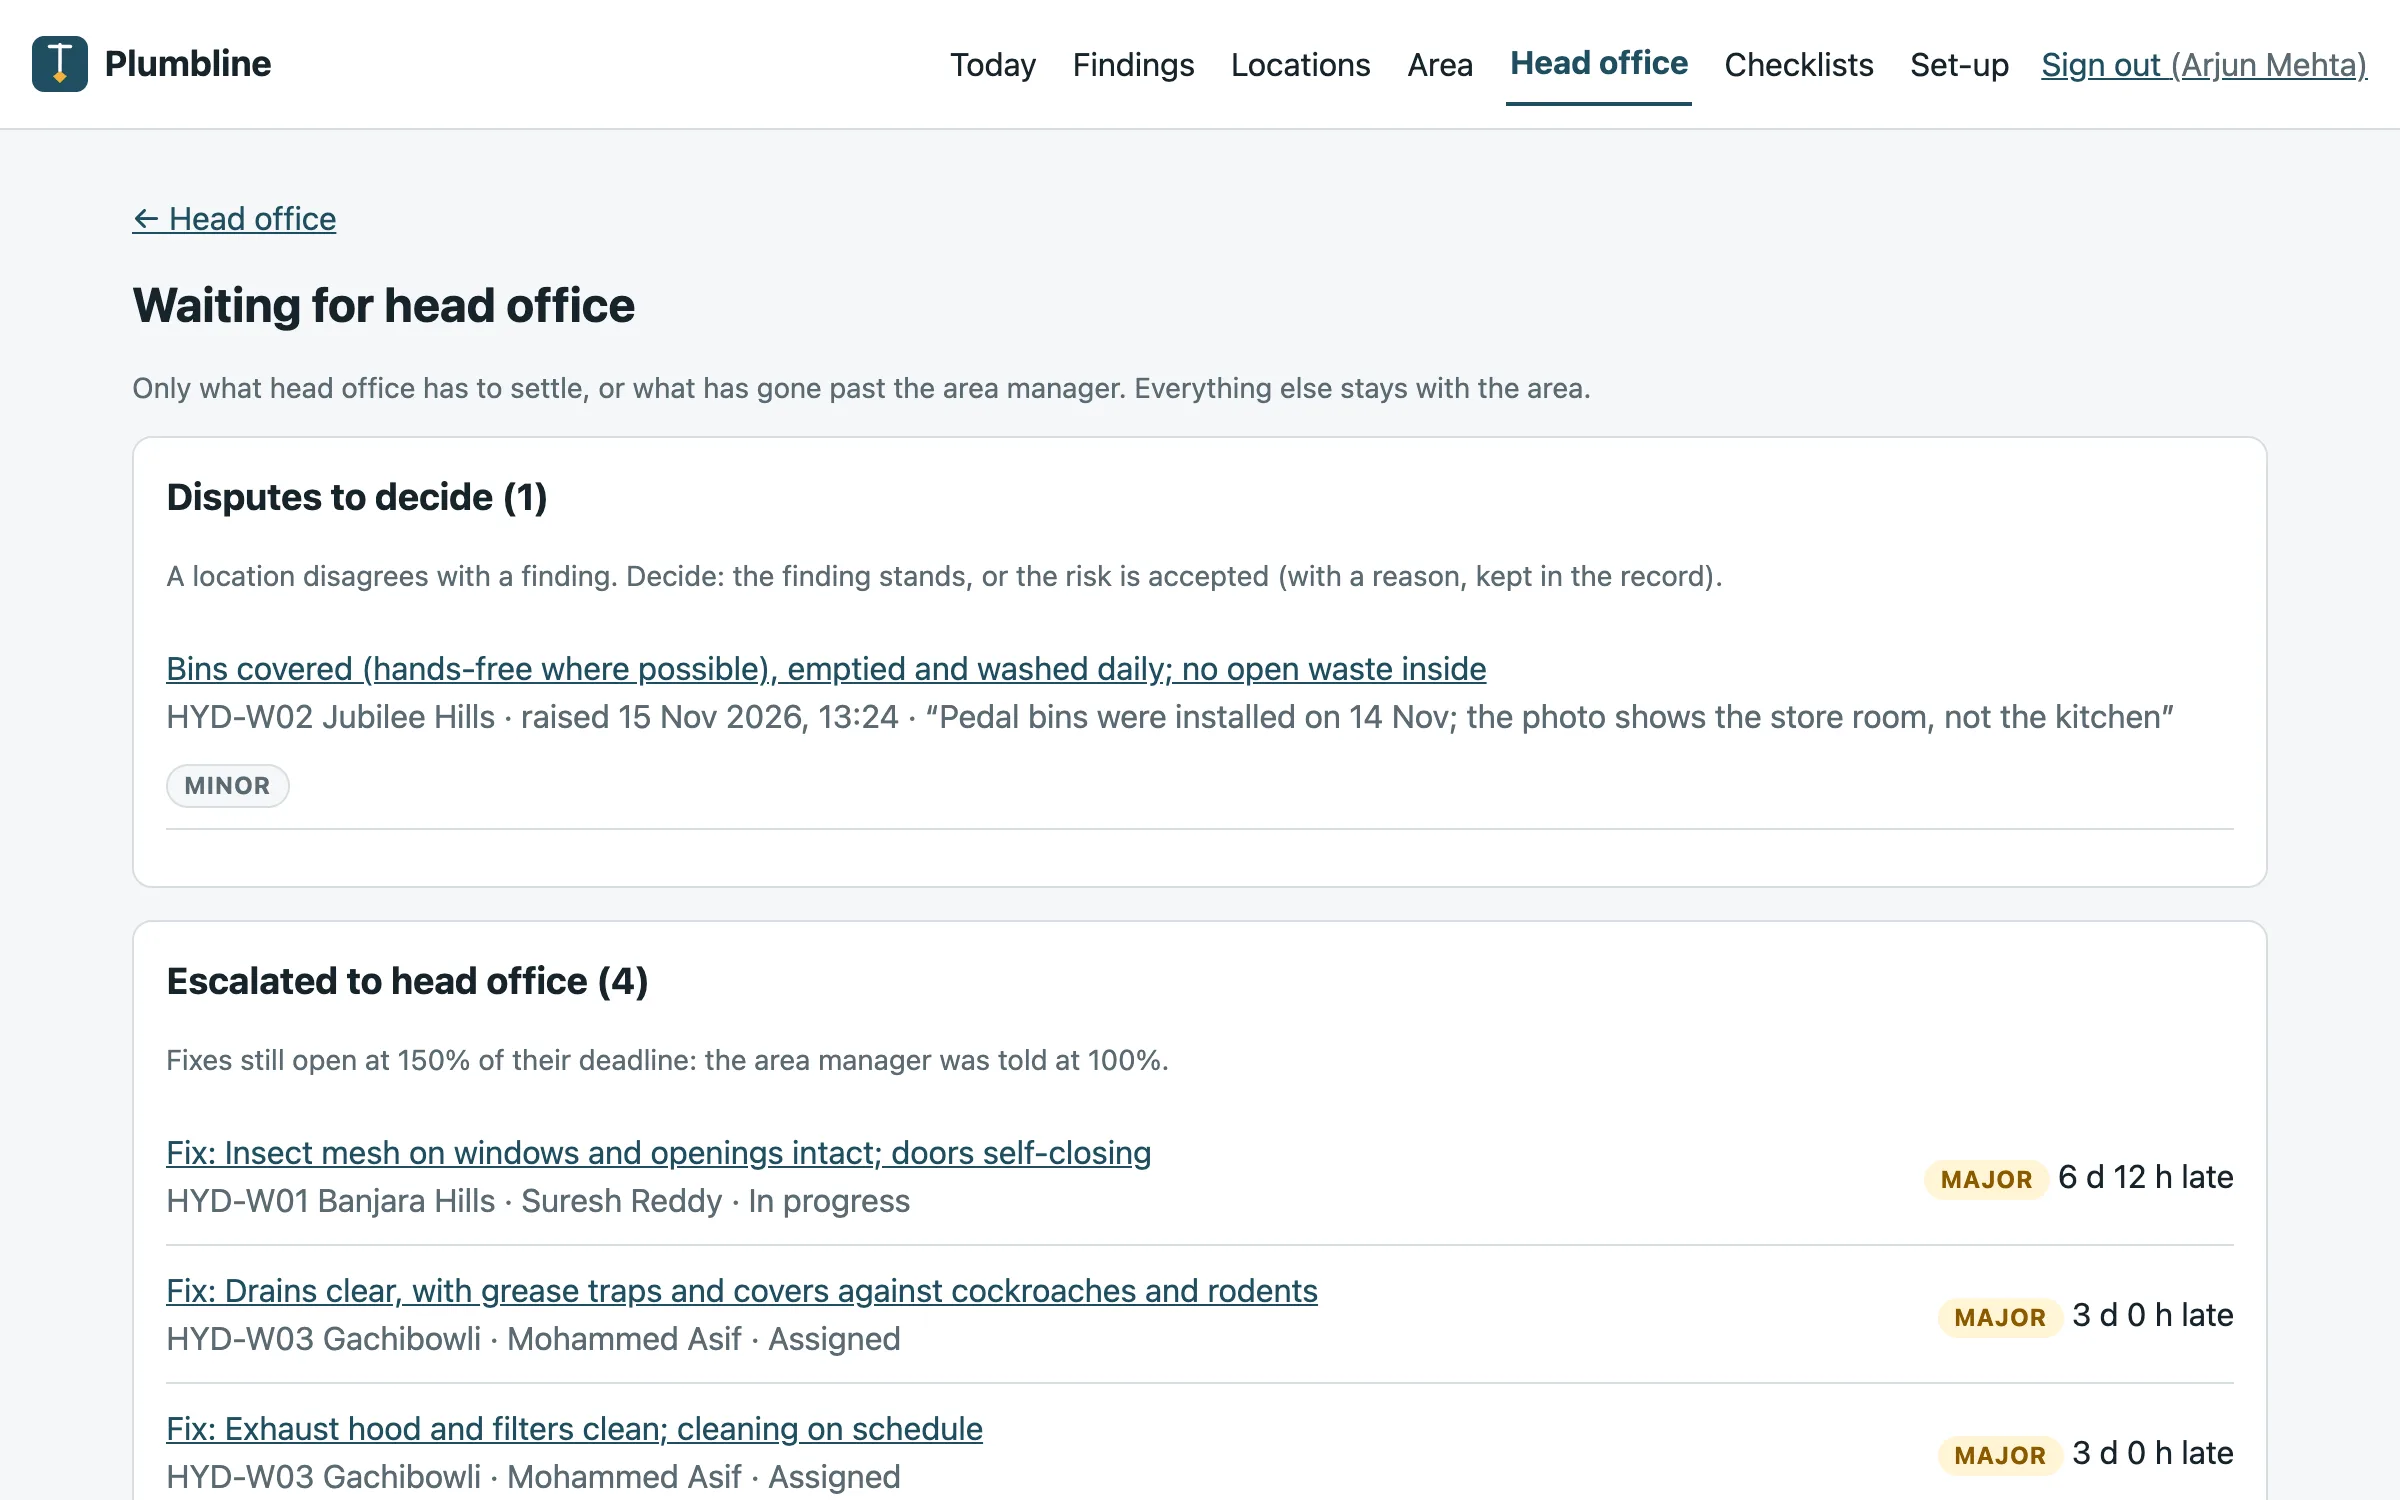 Plumbline
Today Findings Locations Area Head office Checklists Set-up Sign out (Arjun Mehta)
← Head office
Waiting for head office
Only what head office has to settle, or what has gone past the area manager. Everything else stays with the area.
Disputes to decide (1)
A location disagrees with a finding. Decide: the finding stands, or the risk is accepted (with a reason, kept in the record).
Bins covered (hands-free where possible), emptied and washed daily; no open waste inside
HYD-W02 Jubilee Hills · raised 15 Nov 2026, 13:24 · “Pedal bins were installed on 14 Nov; the photo shows the store room, not the kitchen”
MINOR
Escalated to head office (4)
Fixes still open at 150% of their deadline: the area manager was told at 100%.
Fix: Insect mesh on windows and openings intact; doors self-closing
HYD-W01 Banjara Hills · Suresh Reddy · In progress
MAJOR 6 d 12 h late
Fix: Drains clear, with grease traps and covers against cockroaches and rodents
HYD-W03 Gachibowli · Mohammed Asif · Assigned
MAJOR 3 d 0 h late
Fix: Exhaust hood and filters clean; cleaning on schedule
HYD-W03 Gachibowli · Mohammed Asif · Assigned
MAJOR 3 d 0 h late